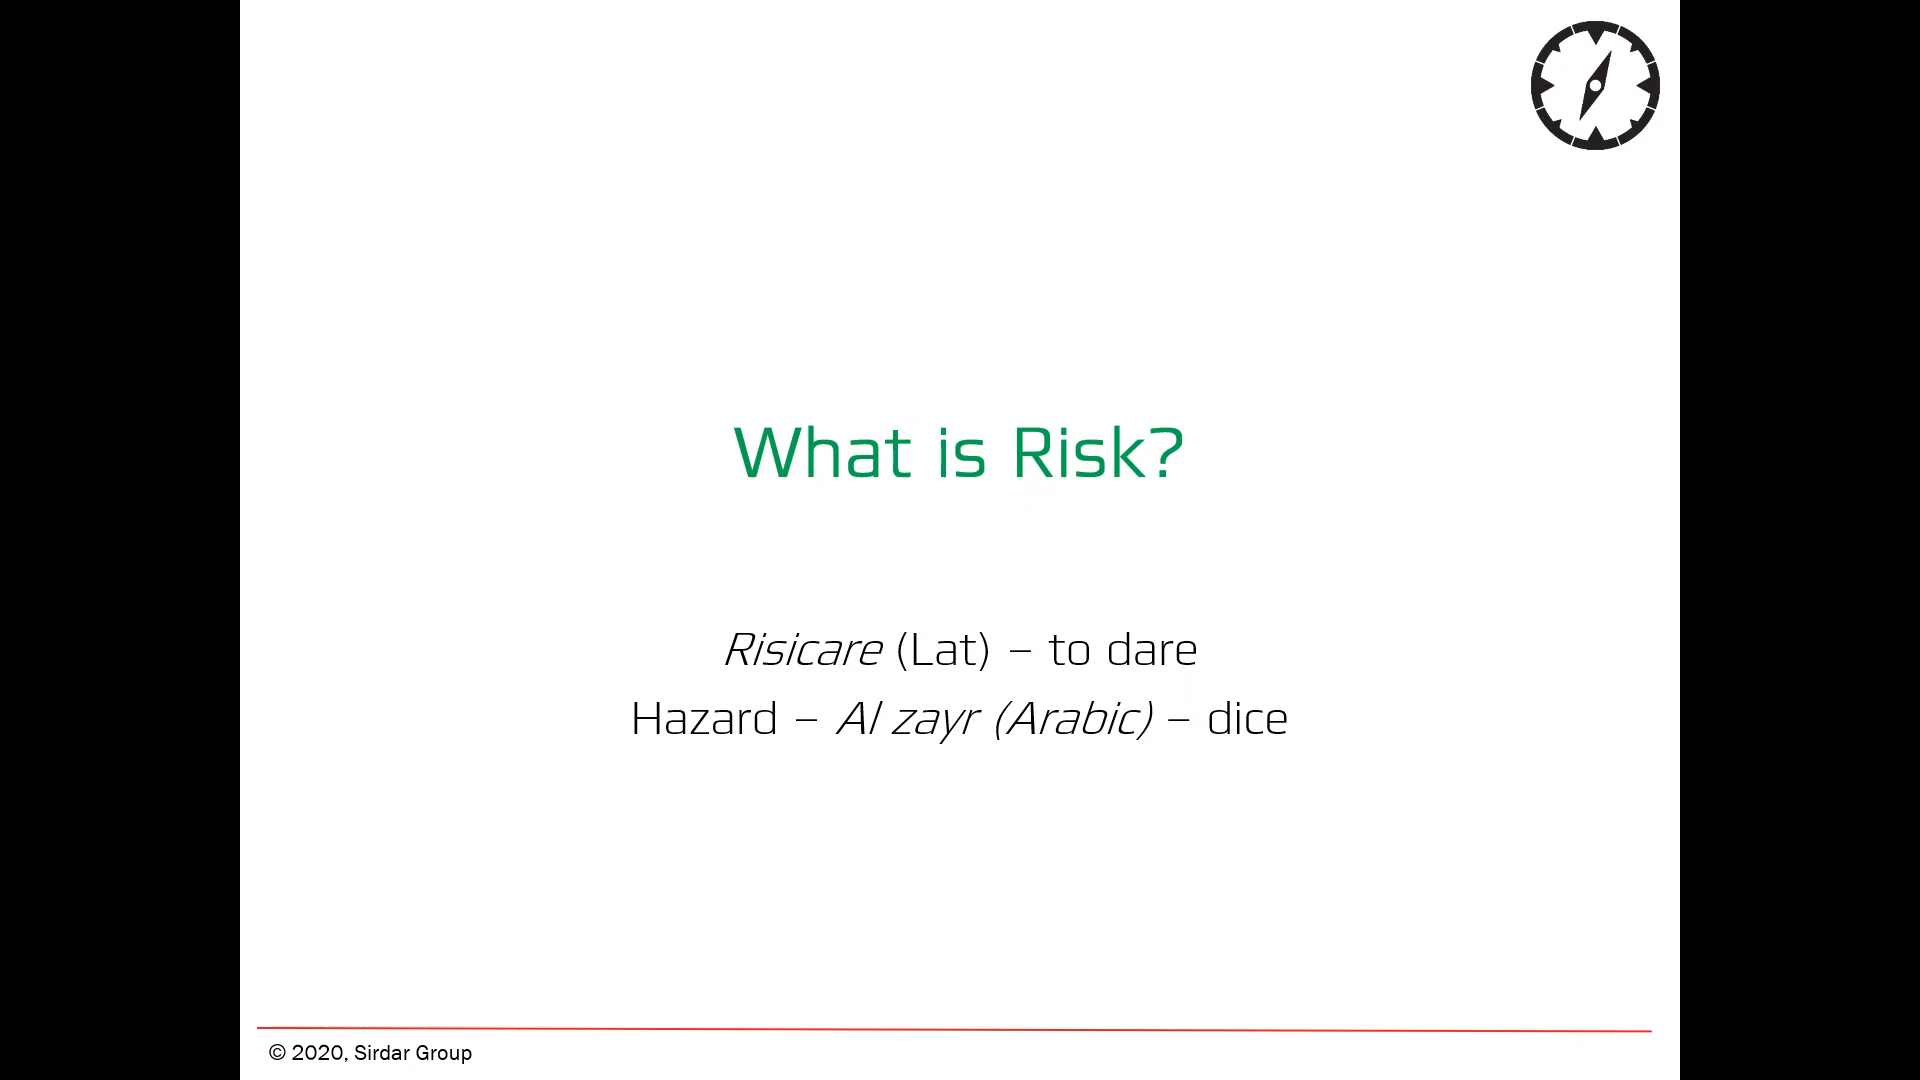 What is Risk?
Risicare (Lat) – to dare
Hazard – Al zayr (Arabic) – dice
© 2020, Sirdar Group